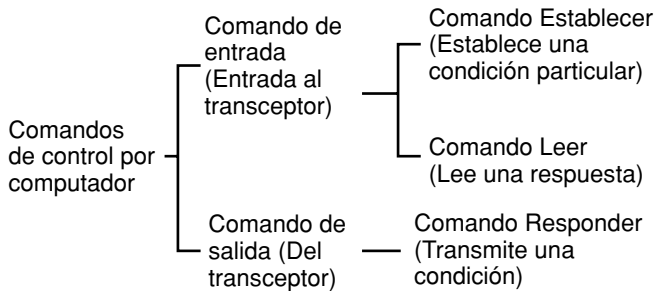 Comandos
de control por
computador
Comando de
entrada
(Entrada al
transceptor)
Comando Establecer
(Establece una
condición particular)
Comando Leer
(Lee una respuesta)
Comando de
salida (Del
transceptor)
Comando Responder
(Transmite una
condición)